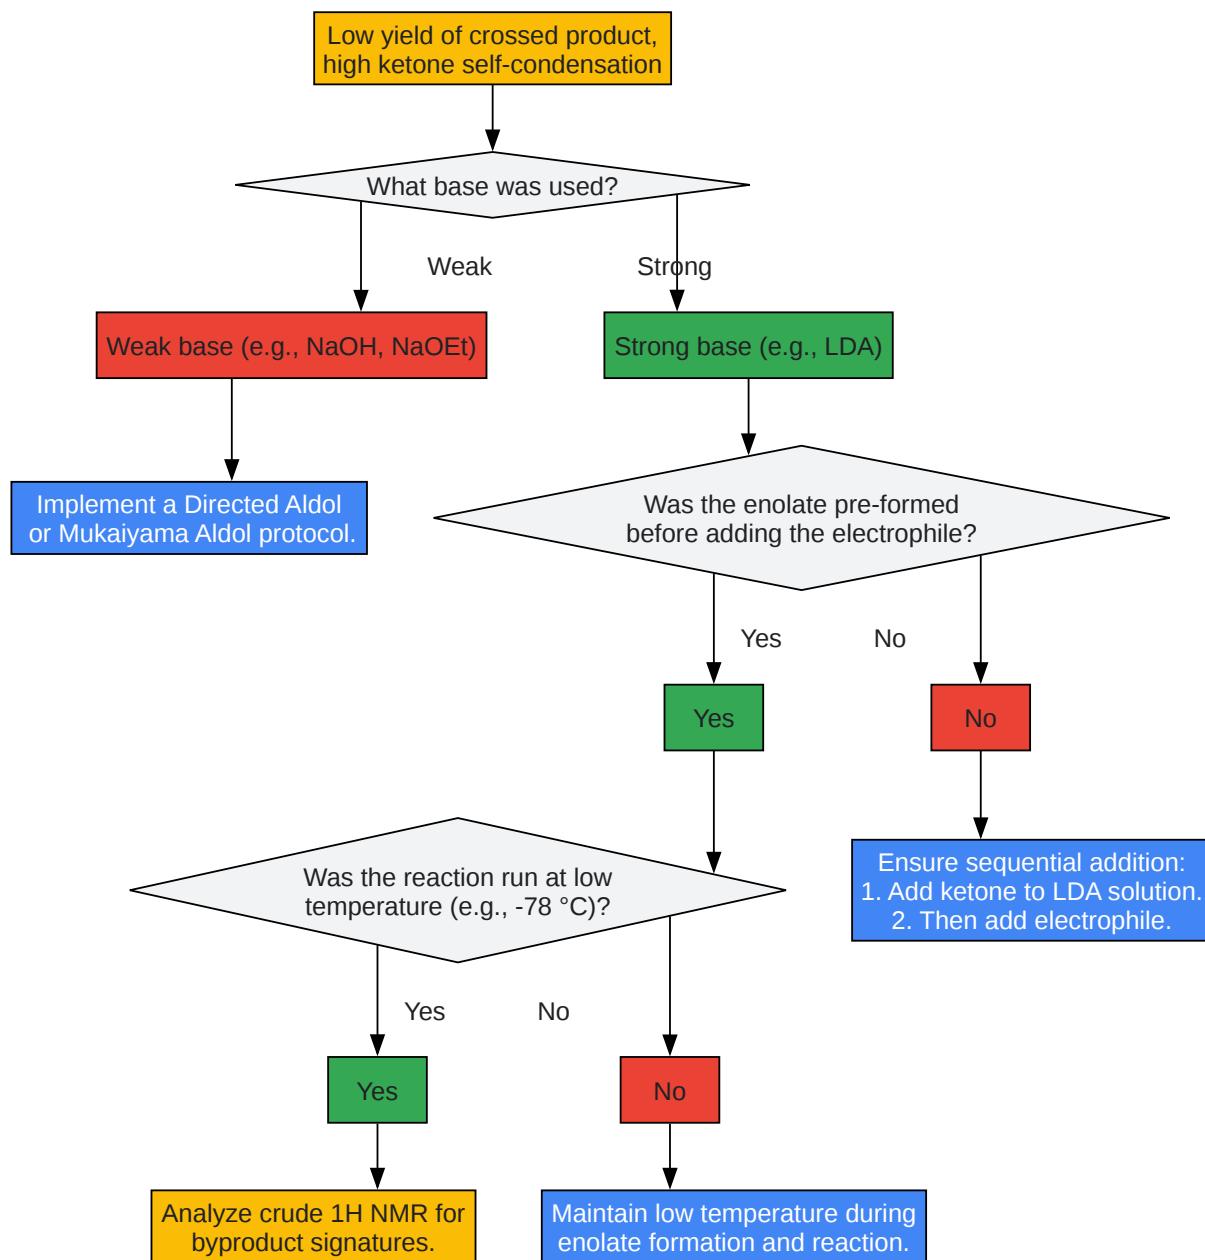 Low yield of crossed product,
high ketone self-condensation
What base was used?
Weak
Strong
Weak base (e.g., NaOH, NaOEt)
Strong base (e.g., LDA)
Implement a Directed Aldol
or Mukaiyama Aldol protocol.
Was the enolate pre-formed
before adding the electrophile?
Yes
No
Yes
No
Ensure sequential addition:
1. Add ketone to LDA solution.
2. Then add electrophile.
Was the reaction run at low
temperature (e.g., -78 °C)?
Yes
No
Yes
No
Analyze crude 1H NMR for
byproduct signatures.
Maintain low temperature during
enolate formation and reaction.